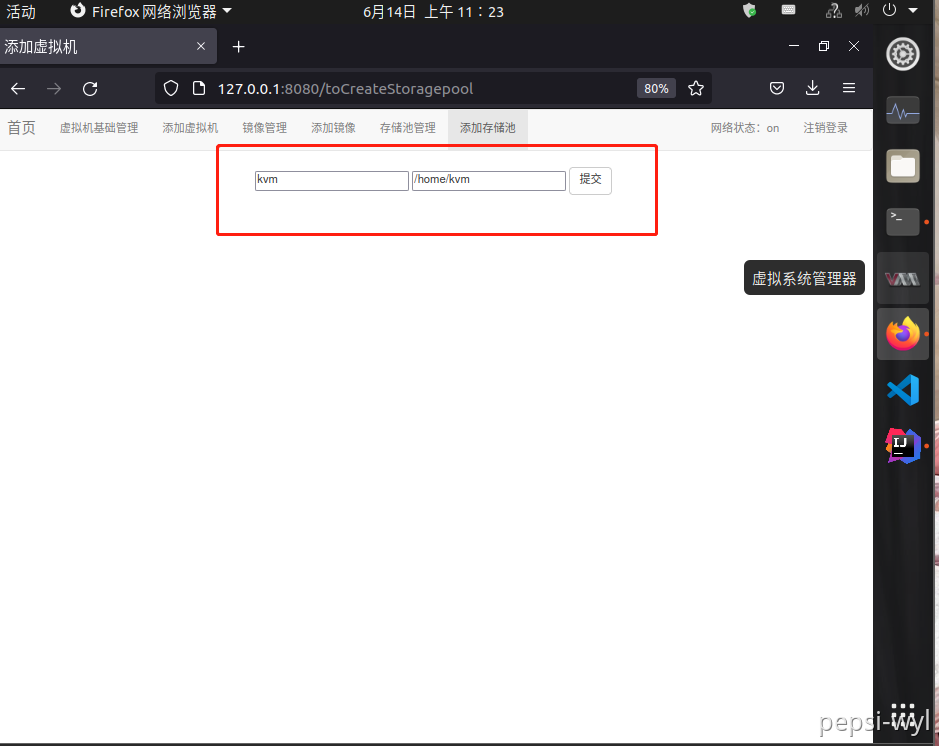 活动 Firefox 网络浏览器 6月14日 上午 11：23
添加虚拟机
127.0.0.1:8080/toCreateStoragepool 80%
首页 虚拟机基础管理 添加虚拟机 镜像管理 添加镜像 存储池管理 添加存储池 网络状态：on 注销登录
kvm /home/kvm 提交
虚拟系统管理器
pepsi-wyl